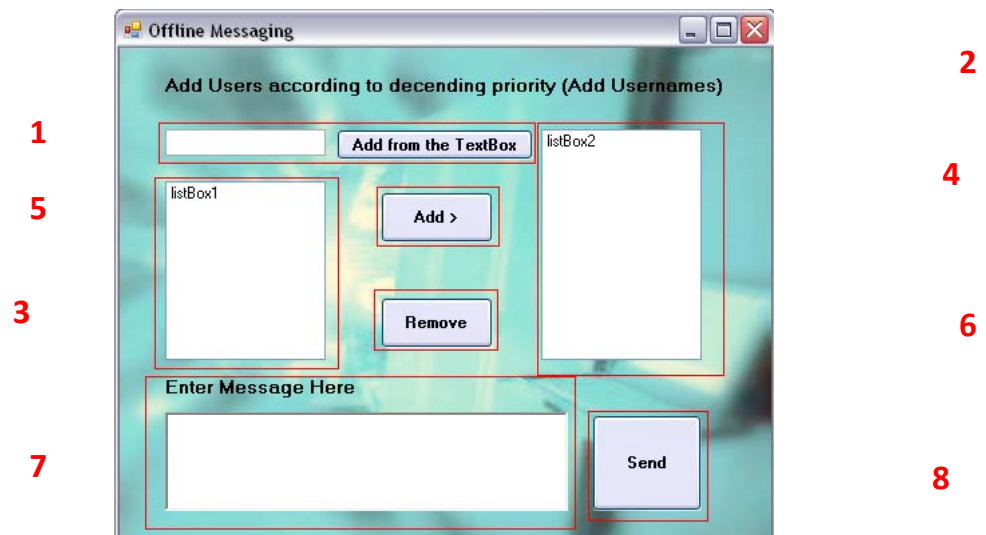 Offline Messaging
2
Add Users according to decending priority (Add Usernames)
1
Add from the TextBox
listBox2
4
5
listBox1
Add >
3
Remove
6
Enter Message Here
7
Send
8